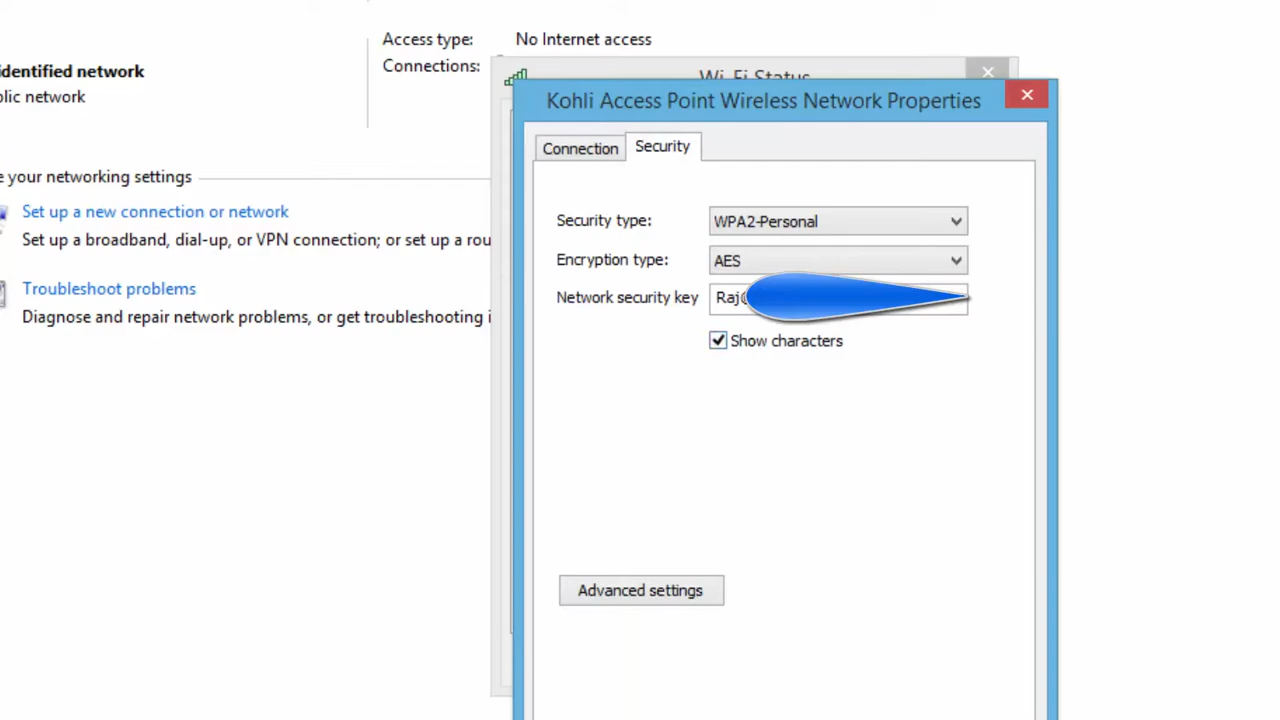 Access type: No Internet access
identified network
Connections:
blic network
Wi-Fi Status
Kohli Access Point Wireless Network Properties
Connection Security
e your networking settings
Set up a new connection or network
Security type: WPA2-Personal
Set up a broadband, dial-up, or VPN connection; or set up a rou
Encryption type: AES
Troubleshoot problems
Network security key Raj
Diagnose and repair network problems, or get troubleshooting i
Show characters
Advanced settings